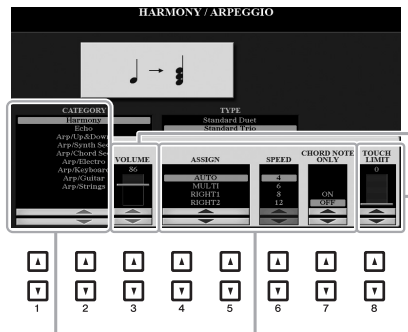 HARMONY / ARPEGGIO
CATEGORY
TYPE
Harmony
Echo
Arp/Up&Down
Arp/Synth Se
Arp/Chord Se
Arp/Electro
Arp/Keyboard
Arp/Guitar
Arp/Strings
Standard Duet
Standard Trio
VOLUME
86
ASSIGN
AUTO
MULTI
RIGHT1
RIGHT2
SPEED
4
6
8
12
CHORD NOTE
ONLY
ON
OFF
TOUCH
LIMIT
0
1 2 3 4 5 6 7 8